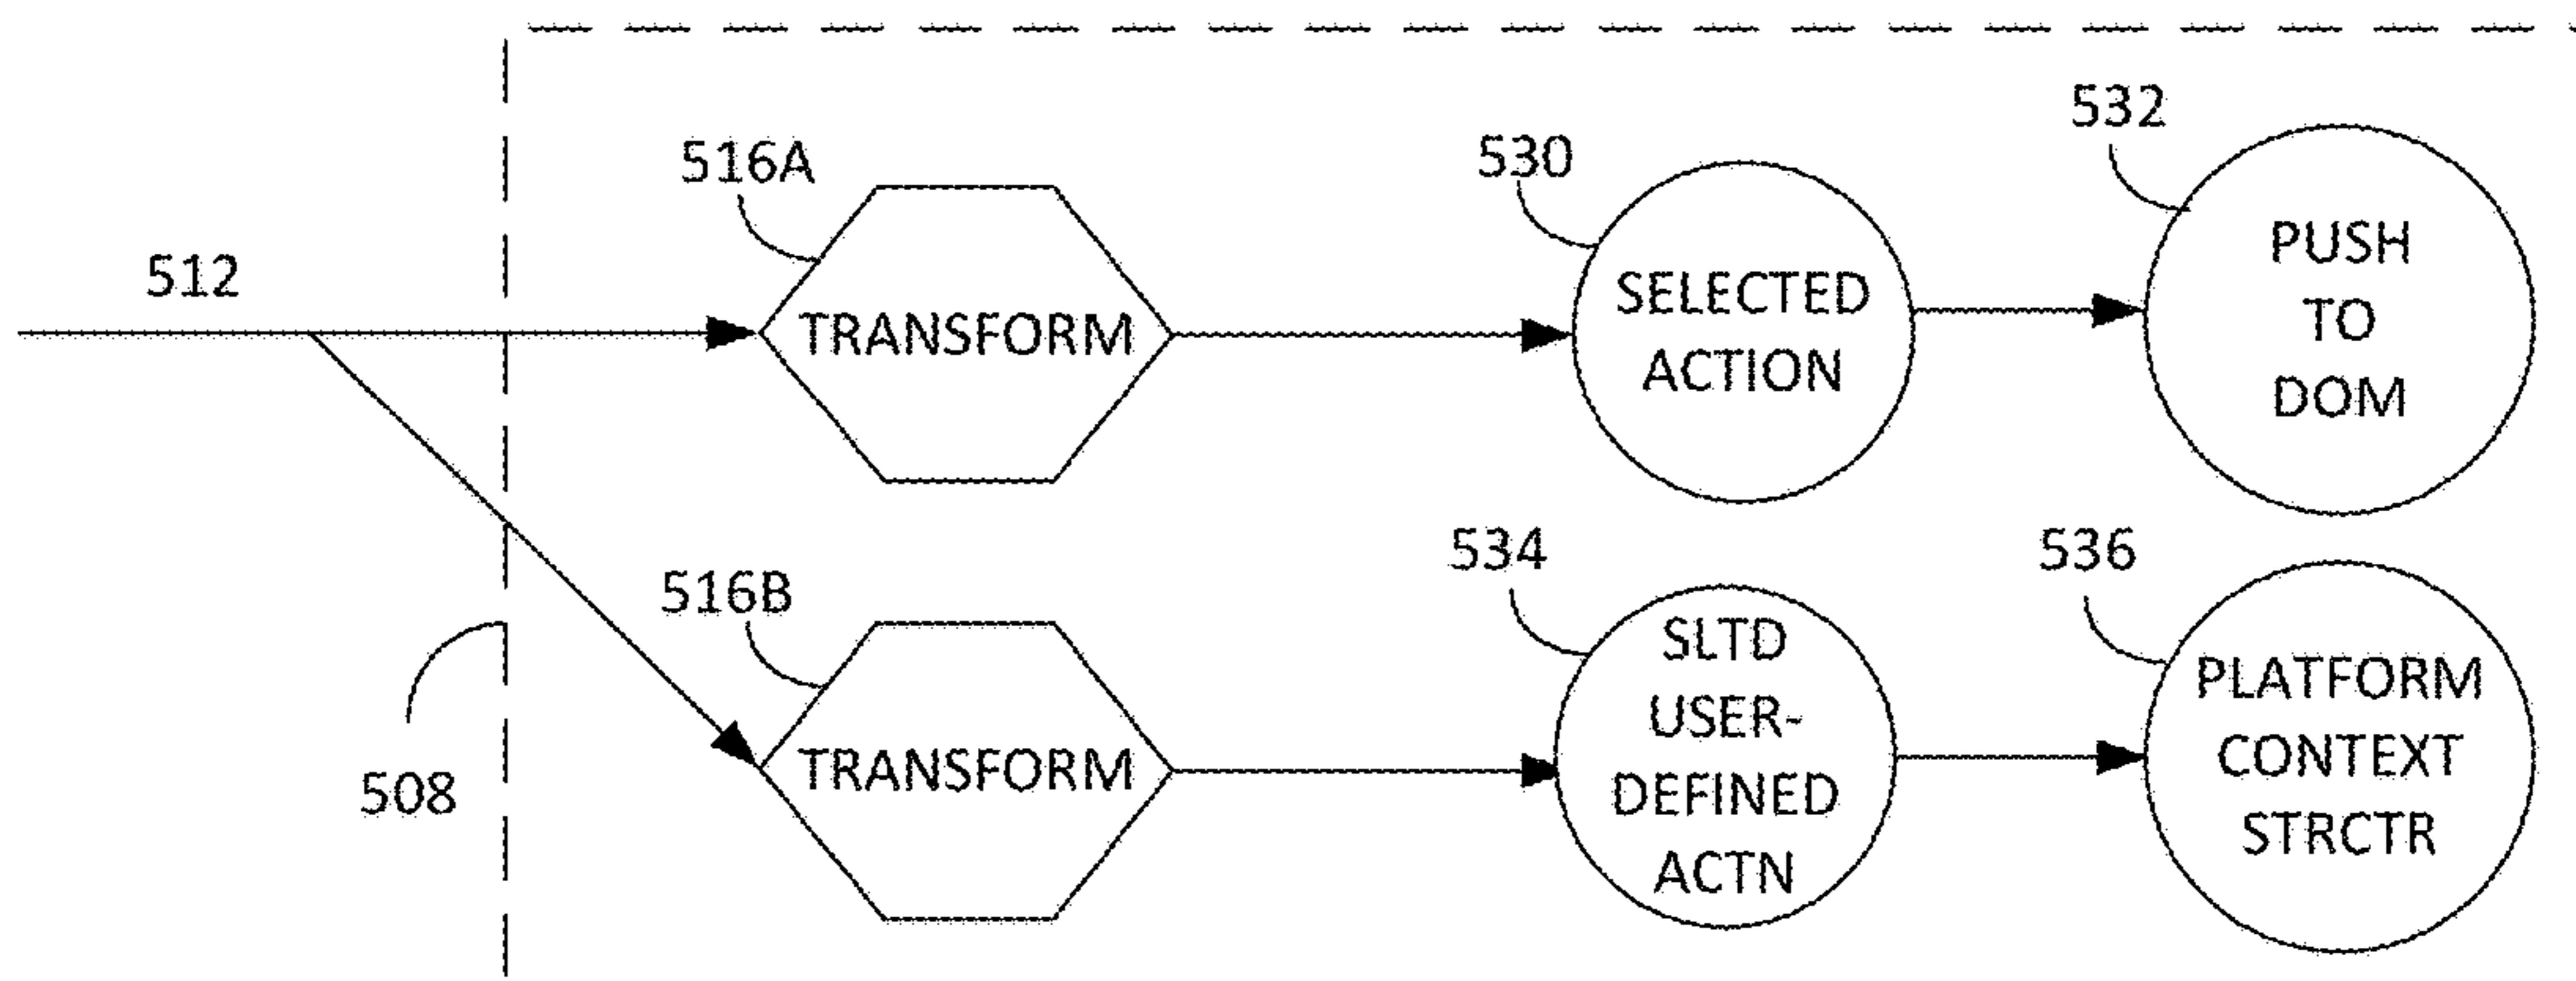 532
516A
530
PUSH
TO
DOM
512
SELECTED
ACTION
TRANSFORM
534
536
516B
SLTD
USER-
DEFINED
ACTN
PLATFORM
CONTEXT
STRCTR
TRANSFORM
508